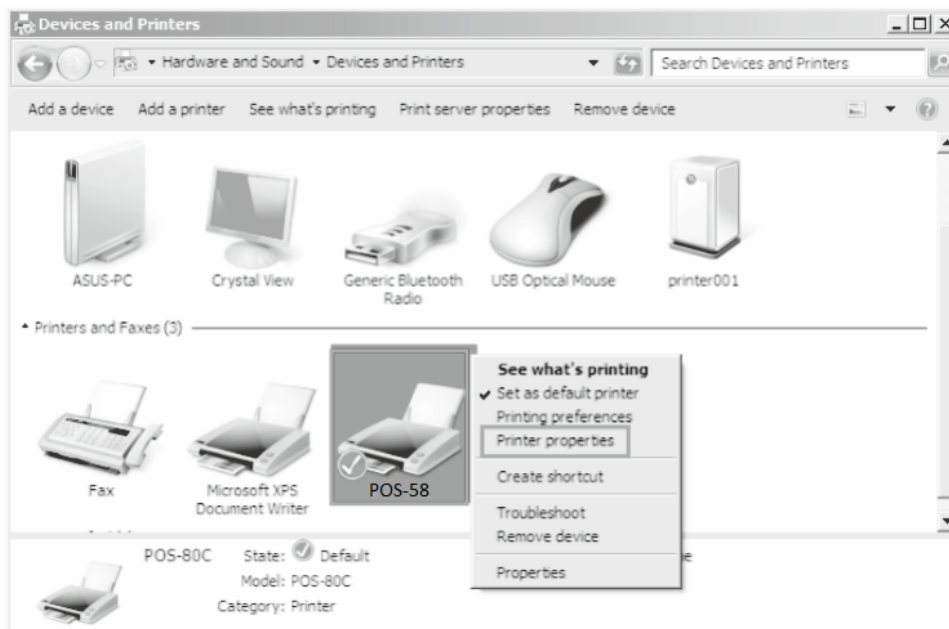 Devices and Printers
Hardware and Sound Devices and Printers Search Devices and Printers
Add a device Add a printer See what's printing Print server properties Remove device
ASUS-PC Crystal View Generic Bluetooth Radio USB Optical Mouse printer001
Printers and Faxes (3)
Fax Microsoft XPS Document Writer POS-58
See what's printing
Set as default printer
Printing preferences
Printer properties
Create shortcut
Troubleshoot
Remove device
Properties
POS-80C State: Default
Model: POS-80C
Category: Printer